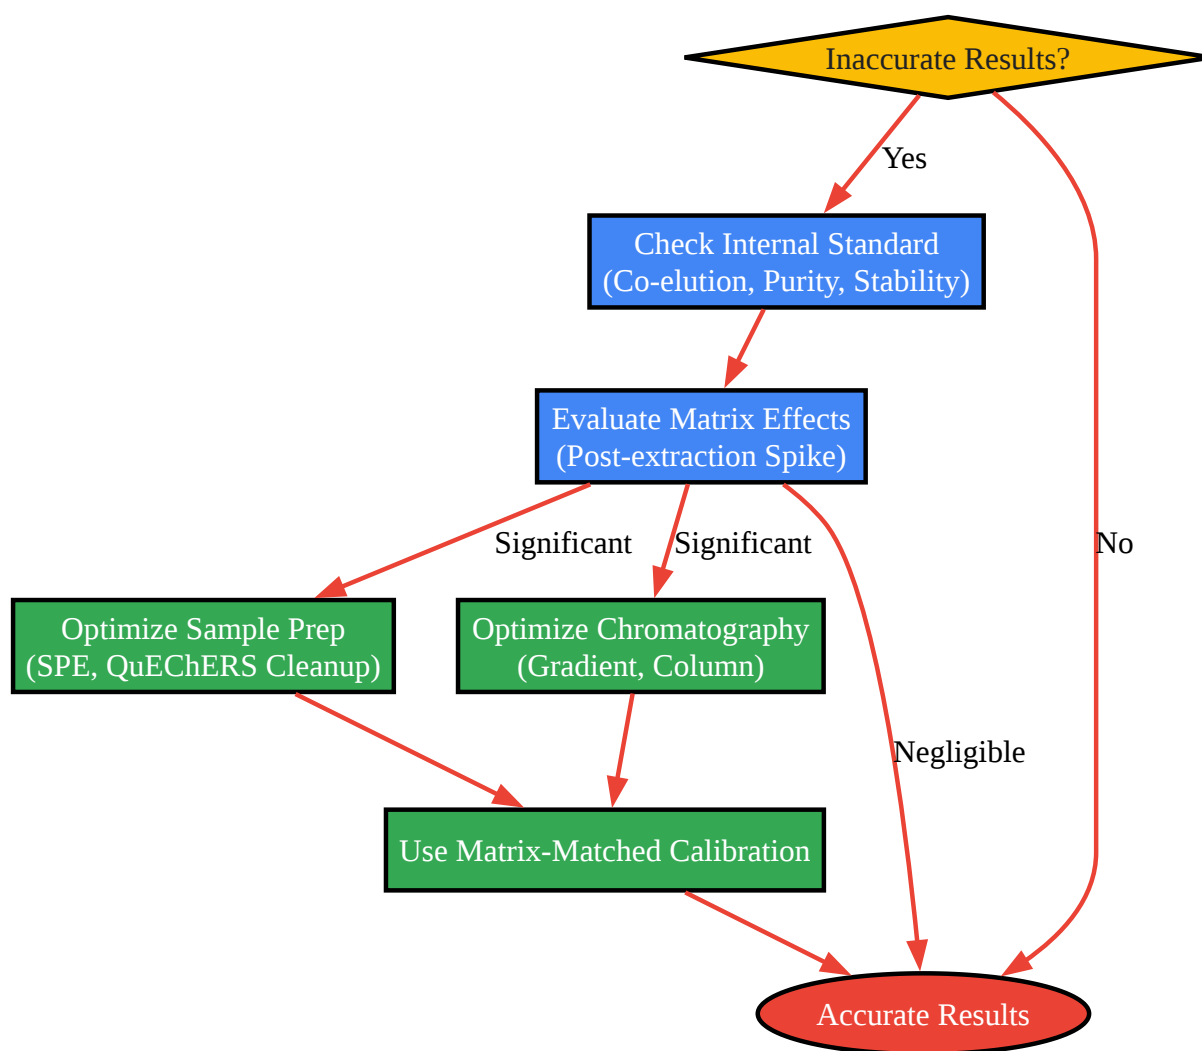 Inaccurate Results?
Yes
Check Internal Standard
(Co-elution, Purity, Stability)
Evaluate Matrix Effects
(Post-extraction Spike)
Significant
Significant
No
Optimize Sample Prep
(SPE, QuEChERS Cleanup)
Optimize Chromatography
(Gradient, Column)
Negligible
Use Matrix-Matched Calibration
Accurate Results